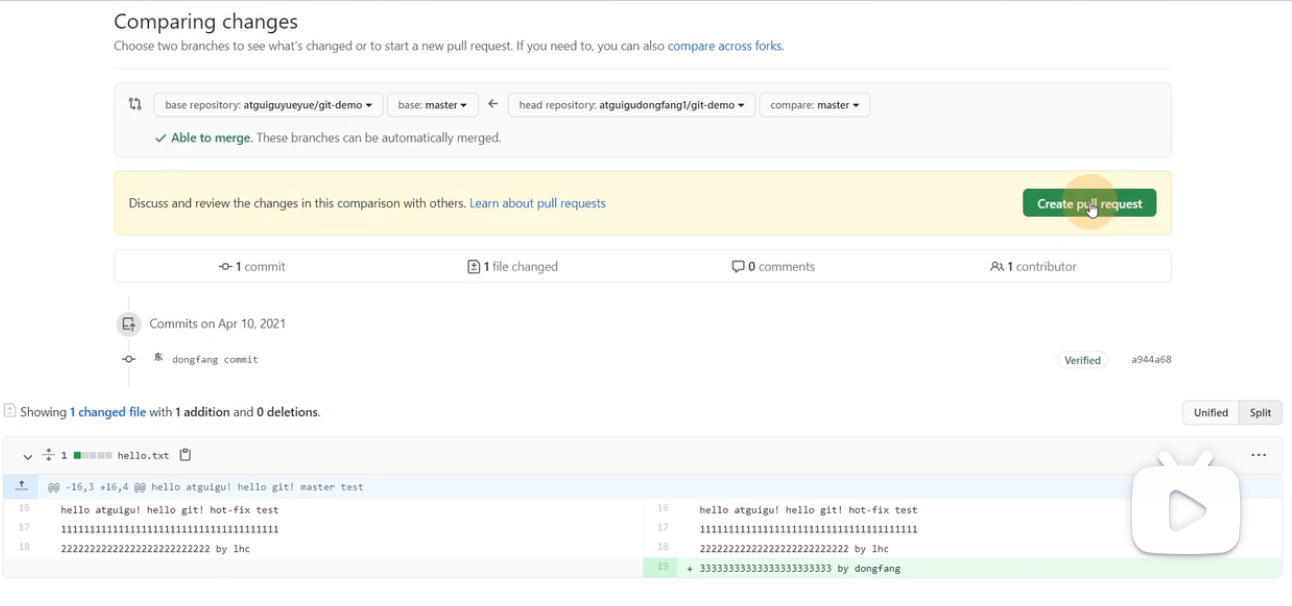 Comparing changes
Choose two branches to see what's changed or to start a new pull request. If you need to, you can also compare across forks.
base repository: atguiguyueyue/git-demo base: master head repository: atguigudongfang1/git-demo compare: master
Able to merge. These branches can be automatically merged.
Discuss and review the changes in this comparison with others. Learn about pull requests Create pull request
1 commit 1 file changed 0 comments 1 contributor
Commits on Apr 10, 2021
东 dongfang commit Verified a944a68
Showing 1 changed file with 1 addition and 0 deletions. Unified Split
1 hello.txt
@@ -16,3 +16,4 @@ hello atguigu! hello git! master test
16 hello atguigu! hello git! hot-fix test 16 hello atguigu! hello git! hot-fix test
17 1111111111111111111111111111111111111 17 1111111111111111111111111111111111111
18 22222222222222222222222222 by lhc 18 22222222222222222222222222 by lhc
19 + 33333333333333333333333 by dongfang